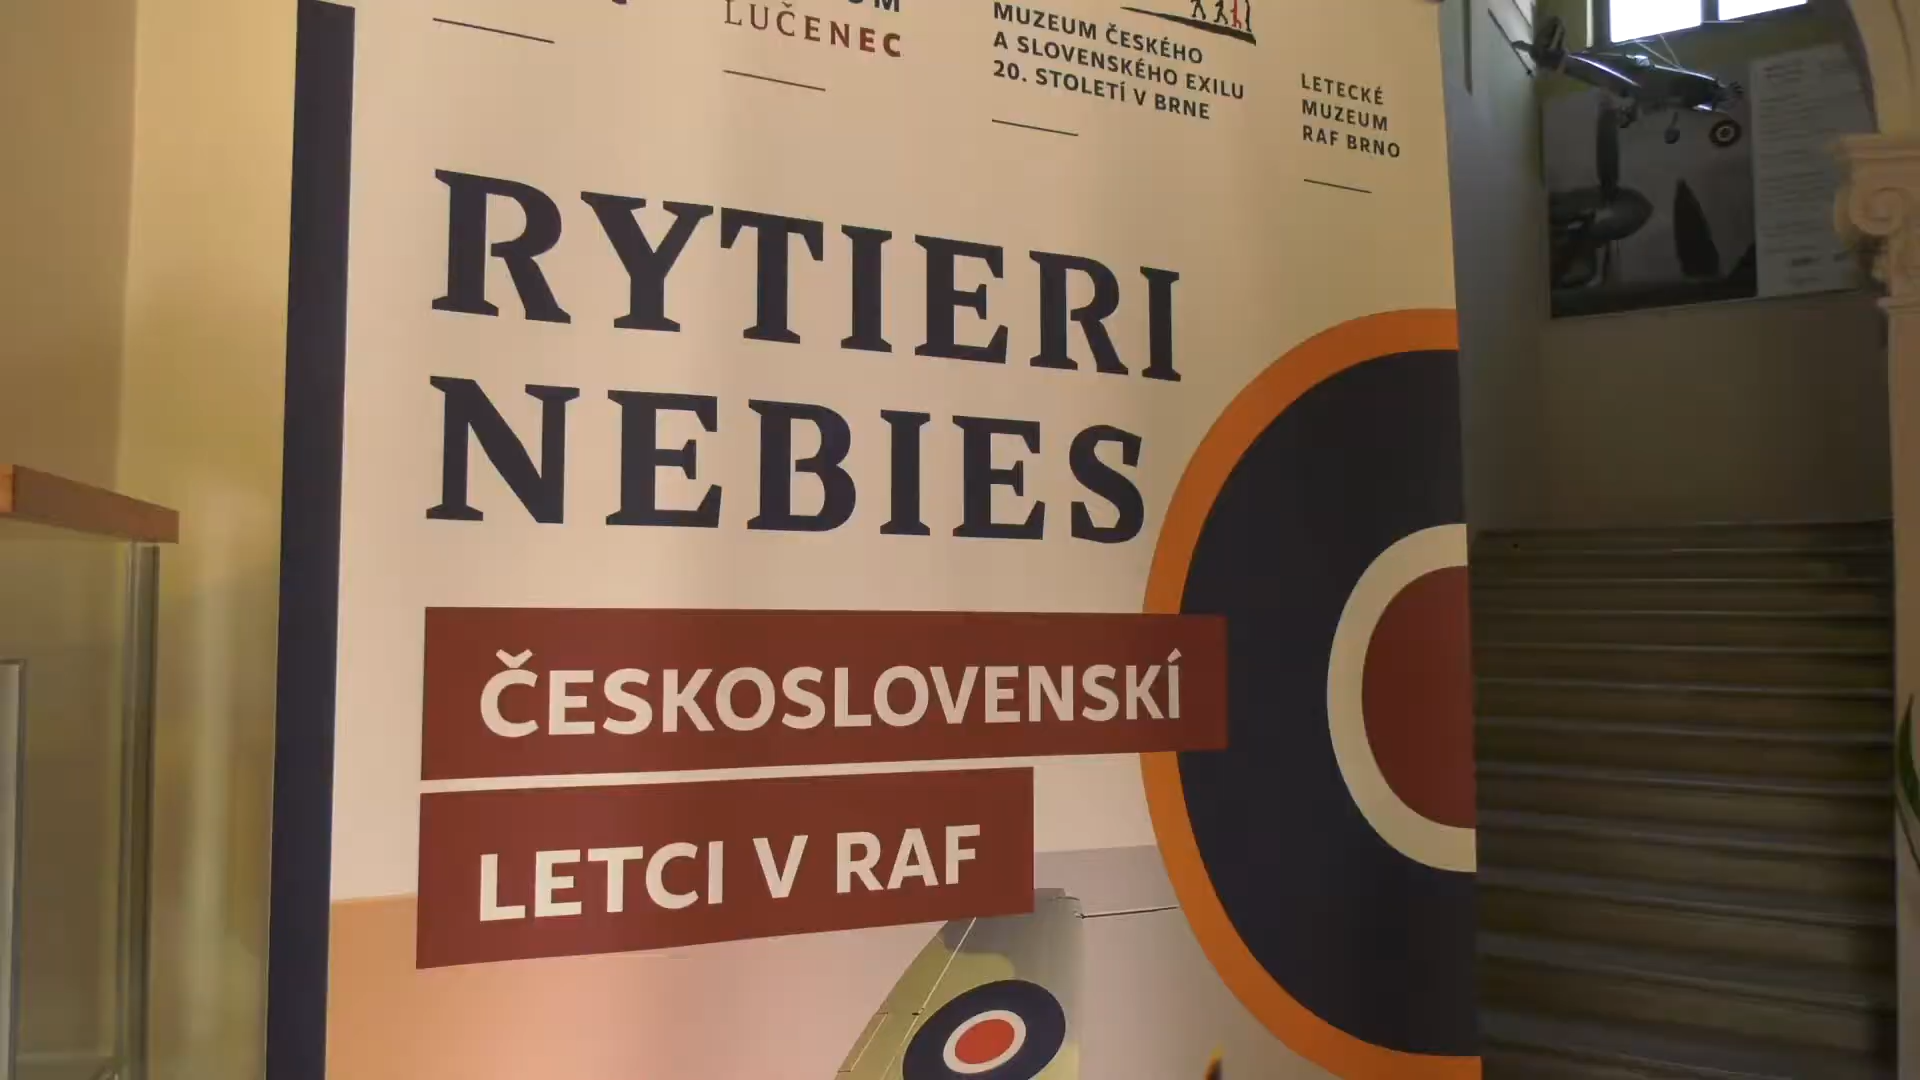 LUČENEC
MUZEUM ČESKÉHO
A SLOVENSKÉHO EXILU
20. STOLETÍ V BRNE
LETECKÉ
MUZEUM
RAF BRNO
RYTIERI
NEBIES
ČESKOSLOVENSKÍ
LETCI V RAF